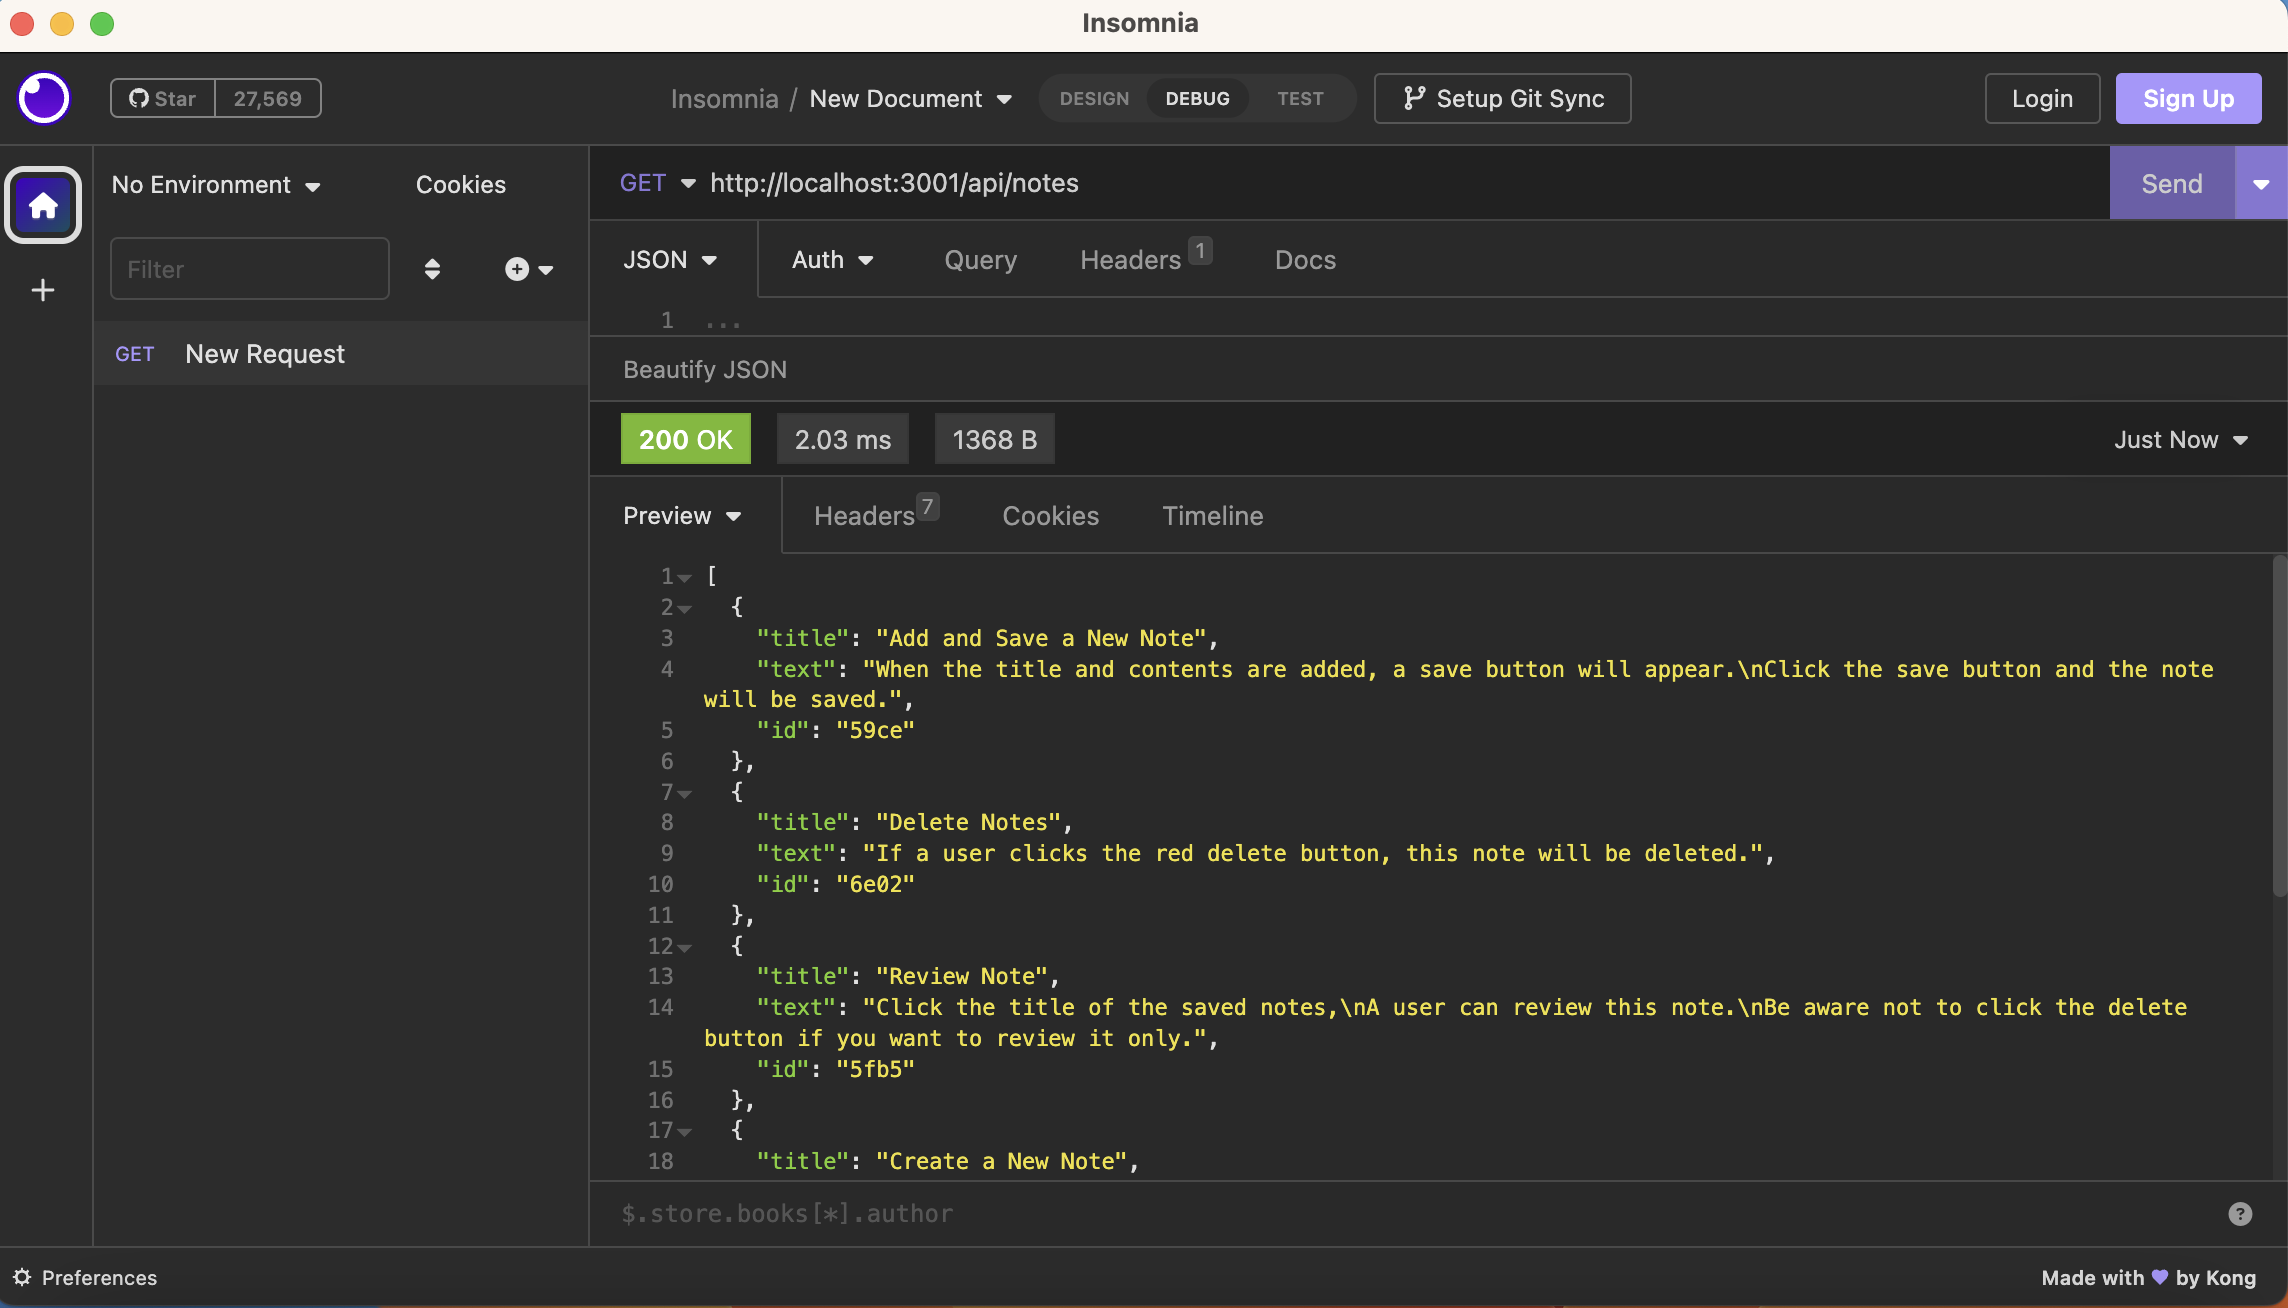 Insomnia
Star 27,569
Insomnia / New Document DESIGN DEBUG TEST Setup Git Sync Login Sign Up
No Environment Cookies
Filter
GET New Request
GET http://localhost:3001/api/notes Send
JSON Auth Query Headers 1 Docs
1 ...
Beautify JSON
200 OK 2.03 ms 1368 B Just Now
Preview Headers 7 Cookies Timeline
1 [
2 {
3 "title": "Add and Save a New Note",
4 "text": "When the title and contents are added, a save button will appear.\nClick the save button and the note
will be saved.",
5 "id": "59ce"
6 },
7 {
8 "title": "Delete Notes",
9 "text": "If a user clicks the red delete button, this note will be deleted.",
10 "id": "6e02"
11 },
12 {
13 "title": "Review Note",
14 "text": "Click the title of the saved notes,\nA user can review this note.\nBe aware not to click the delete
button if you want to review it only.",
15 "id": "5fb5"
16 },
17 {
18 "title": "Create a New Note",
$.store.books[*].author
?
Preferences
Made with 💜 by Kong